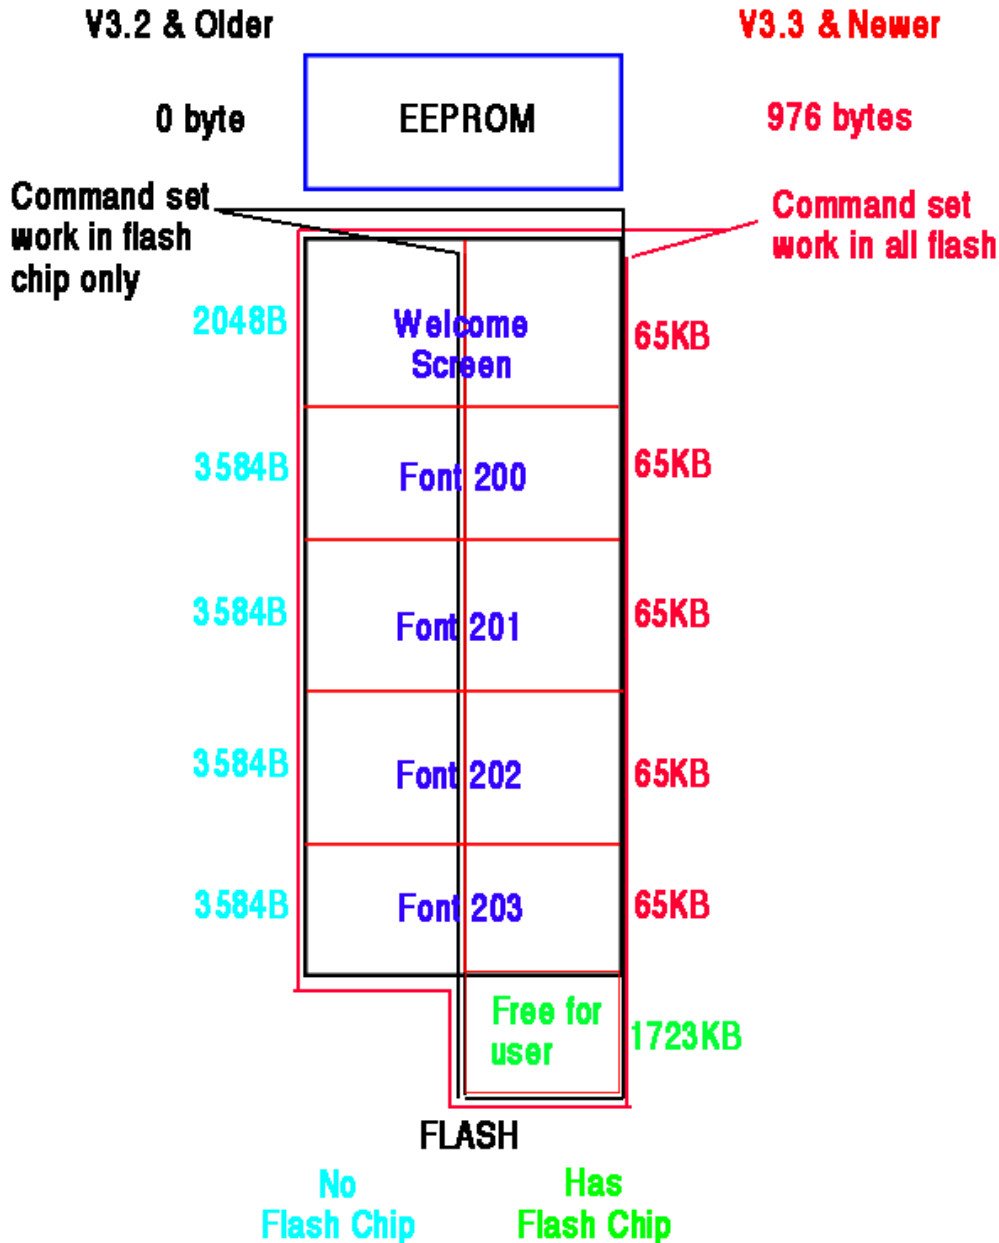 V3.2 & Older
V3.3 & Newer
0 byte
EEPROM
976 bytes
Command set
work in flash
chip only
Command set
work in all flash
2048B
Welcome
Screen
65KB
3584B
Font 200
65KB
3584B
Font 201
65KB
3584B
Font 202
65KB
3584B
Font 203
65KB
Free for
user
1723KB
FLASH
No
Flash Chip
Has
Flash Chip